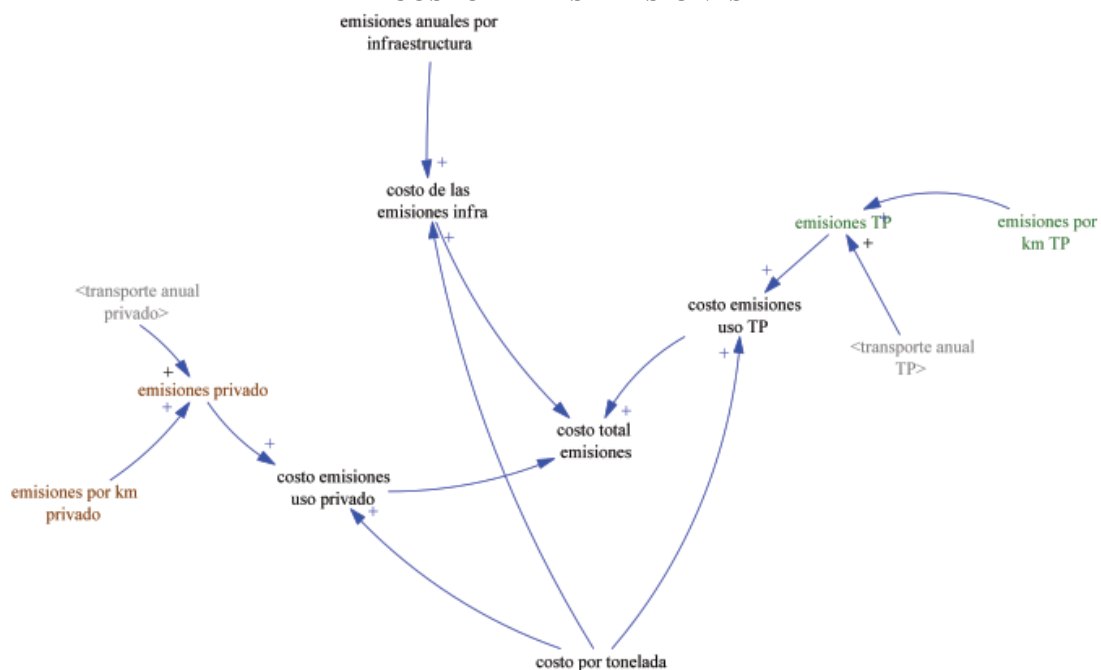 emisiones anuales por
infraestructura
+
costo de las
emisiones infra
+
emisiones TP
+
emisiones por
km TP
+
+
costo emisiones
uso TP
+
<transporte anual
privado>
<transporte anual
TP>
+
emisiones privado
+
+
costo total
emisiones
+
costo emisiones
uso privado
+
emisiones por km
privado
costo por tonelada